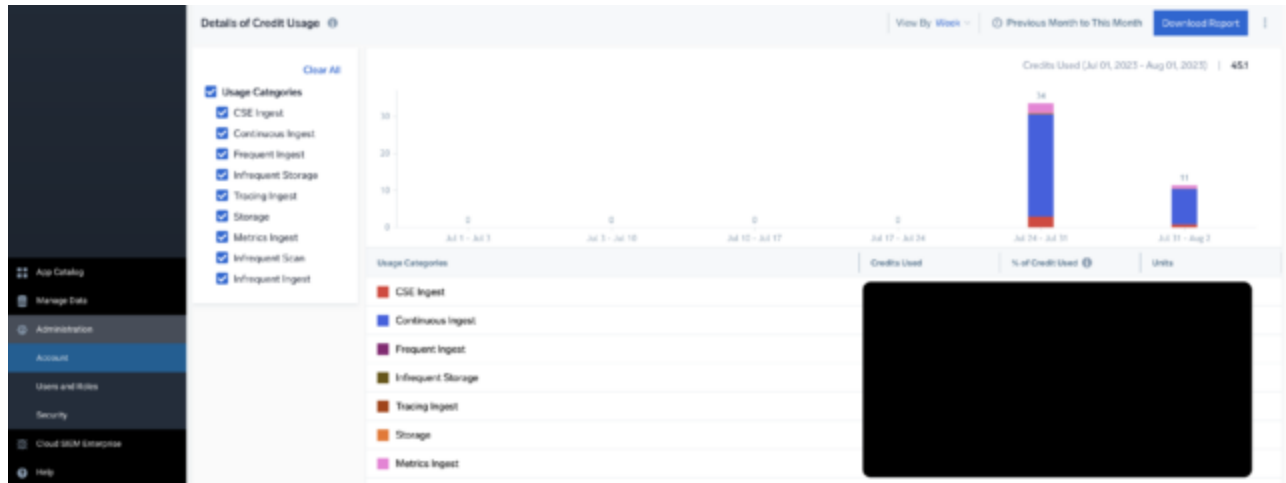 Details of Credit Usage
View By Week
Previous Month to This Month
Download Report
Clear All
Usage Categories
CSE Ingest
Continuous Ingest
Frequent Ingest
Infrequent Storage
Tracing Ingest
Storage
Metrics Ingest
Infrequent Scan
Infrequent Ingest
Credits Used (Jul 01, 2023 - Aug 01, 2023) | 45.1
30
20
10
0
0
0
0
0
34
11
Jul 1 - Jul 3
Jul 3 - Jul 10
Jul 10 - Jul 17
Jul 17 - Jul 24
Jul 24 - Jul 31
Jul 31 - Aug 2
Usage Categories
Credits Used
% of Credit Used
Units
CSE Ingest
Continuous Ingest
Frequent Ingest
Infrequent Storage
Tracing Ingest
Storage
Metrics Ingest
App Catalog
Manage Data
Administration
Account
Users and Roles
Security
Cloud SIEM Enterprise
Help